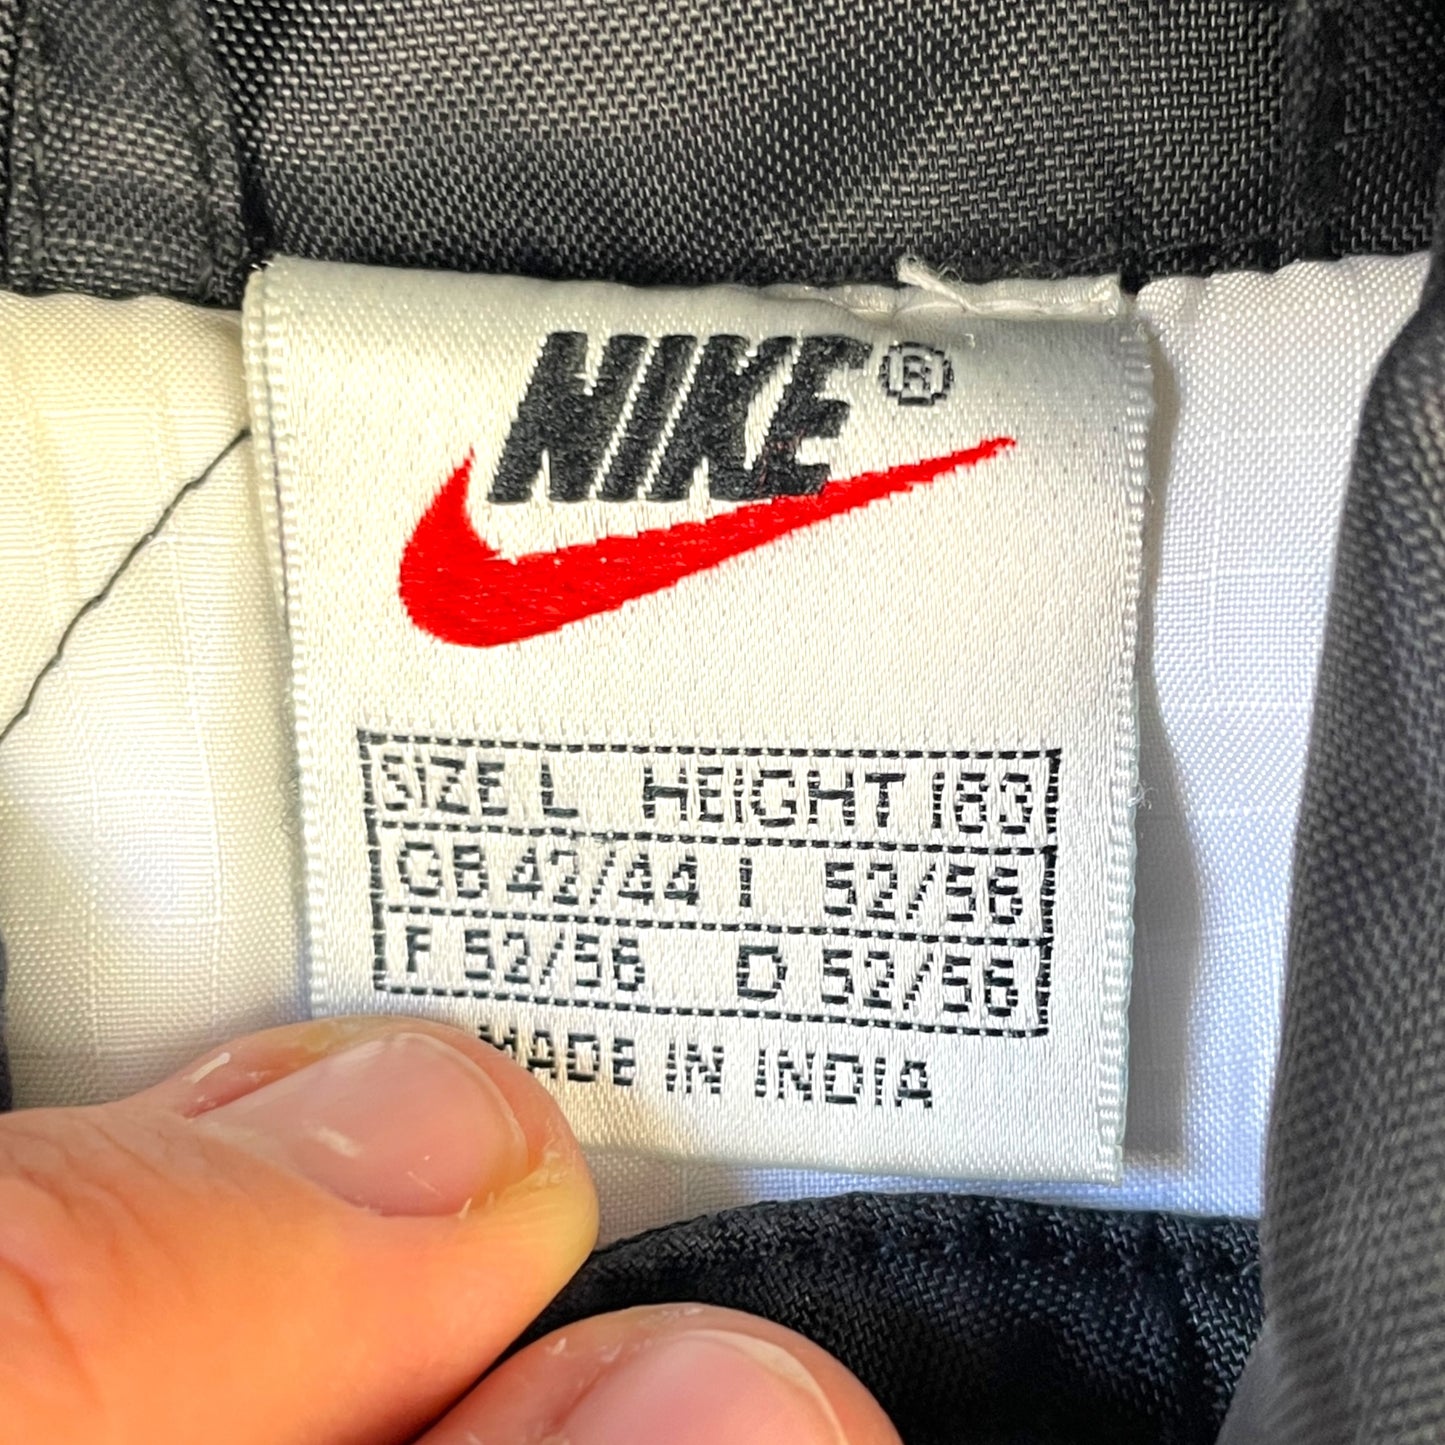 NIKE®
SIZE L HEIGHT 183
GB 42/44 I 52/56
F 52/56 D 52/56
MADE IN INDIA